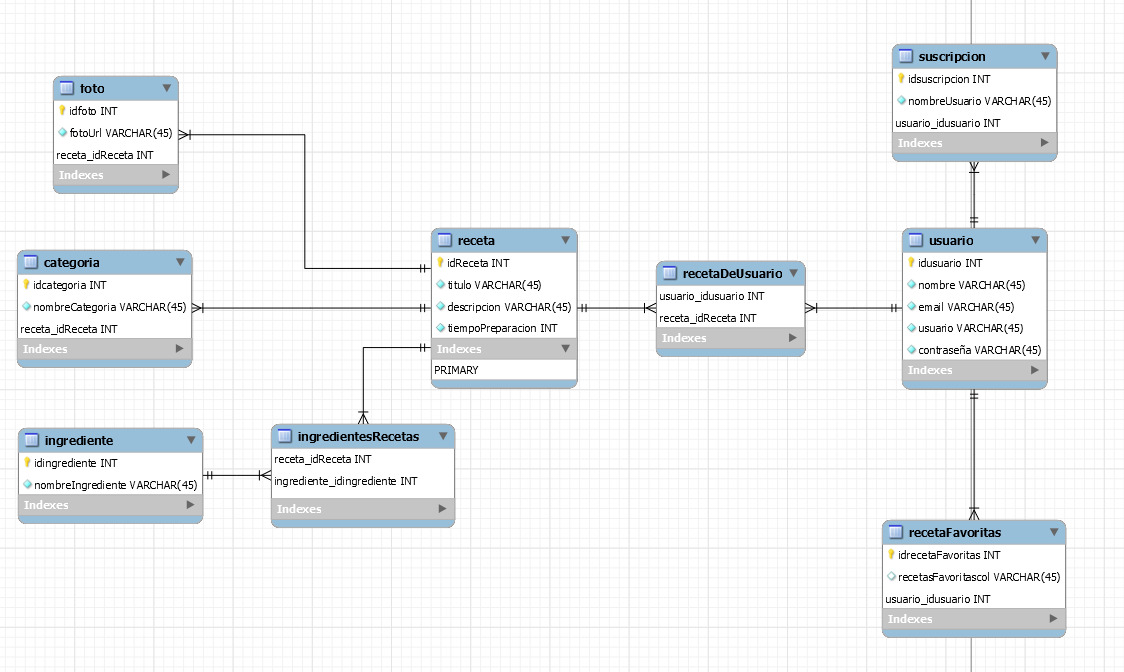 foto
idfoto INT
fotoUrl VARCHAR(45)
receta_idReceta INT
Indexes
categoria
idcategoria INT
nombreCategoria VARCHAR(45)
receta_idReceta INT
Indexes
ingrediente
idingrediente INT
nombreIngrediente VARCHAR(45)
Indexes
receta
idReceta INT
titulo VARCHAR(45)
descripcion VARCHAR(45)
tiempoPreparacion INT
Indexes
PRIMARY
ingredientesRecetas
receta_idReceta INT
ingrediente_idingrediente INT
Indexes
recetaDeUsuario
usuario_idusuario INT
receta_idReceta INT
Indexes
suscripcion
idsuscripcion INT
nombreUsuario VARCHAR(45)
usuario_idusuario INT
Indexes
usuario
idusuario INT
nombre VARCHAR(45)
email VARCHAR(45)
usuario VARCHAR(45)
contraseña VARCHAR(45)
Indexes
recetaFavoritas
idrecetaFavoritas INT
recetasFavoritascol VARCHAR(45)
usuario_idusuario INT
Indexes